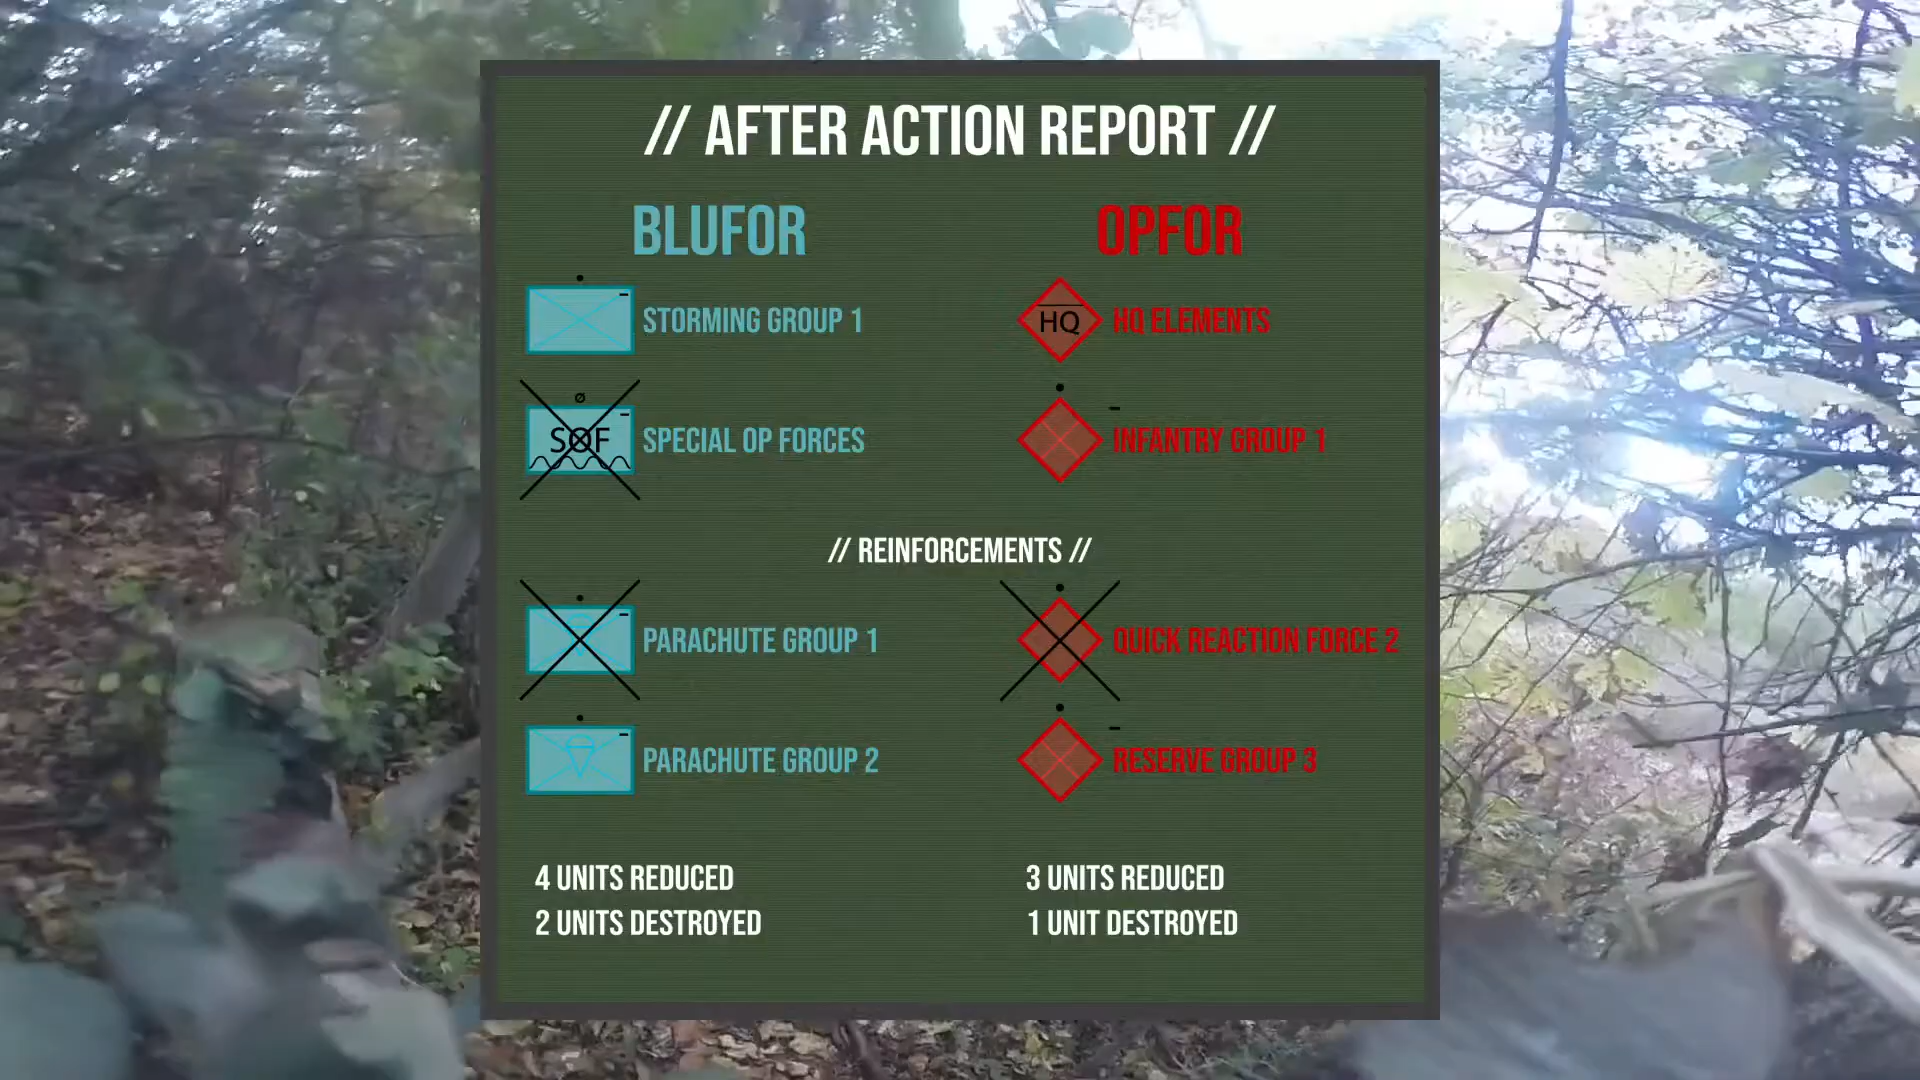 // AFTER ACTION REPORT //
BLUFOR
OPFOR
STORMING GROUP 1
HQ
HQ ELEMENTS
SOF
SPECIAL OP FORCES
INFANTRY GROUP 1
// REINFORCEMENTS //
PARACHUTE GROUP 1
QUICK REACTION FORCE 2
PARACHUTE GROUP 2
RESERVE GROUP 3
4 UNITS REDUCED
2 UNITS DESTROYED
3 UNITS REDUCED
1 UNIT DESTROYED